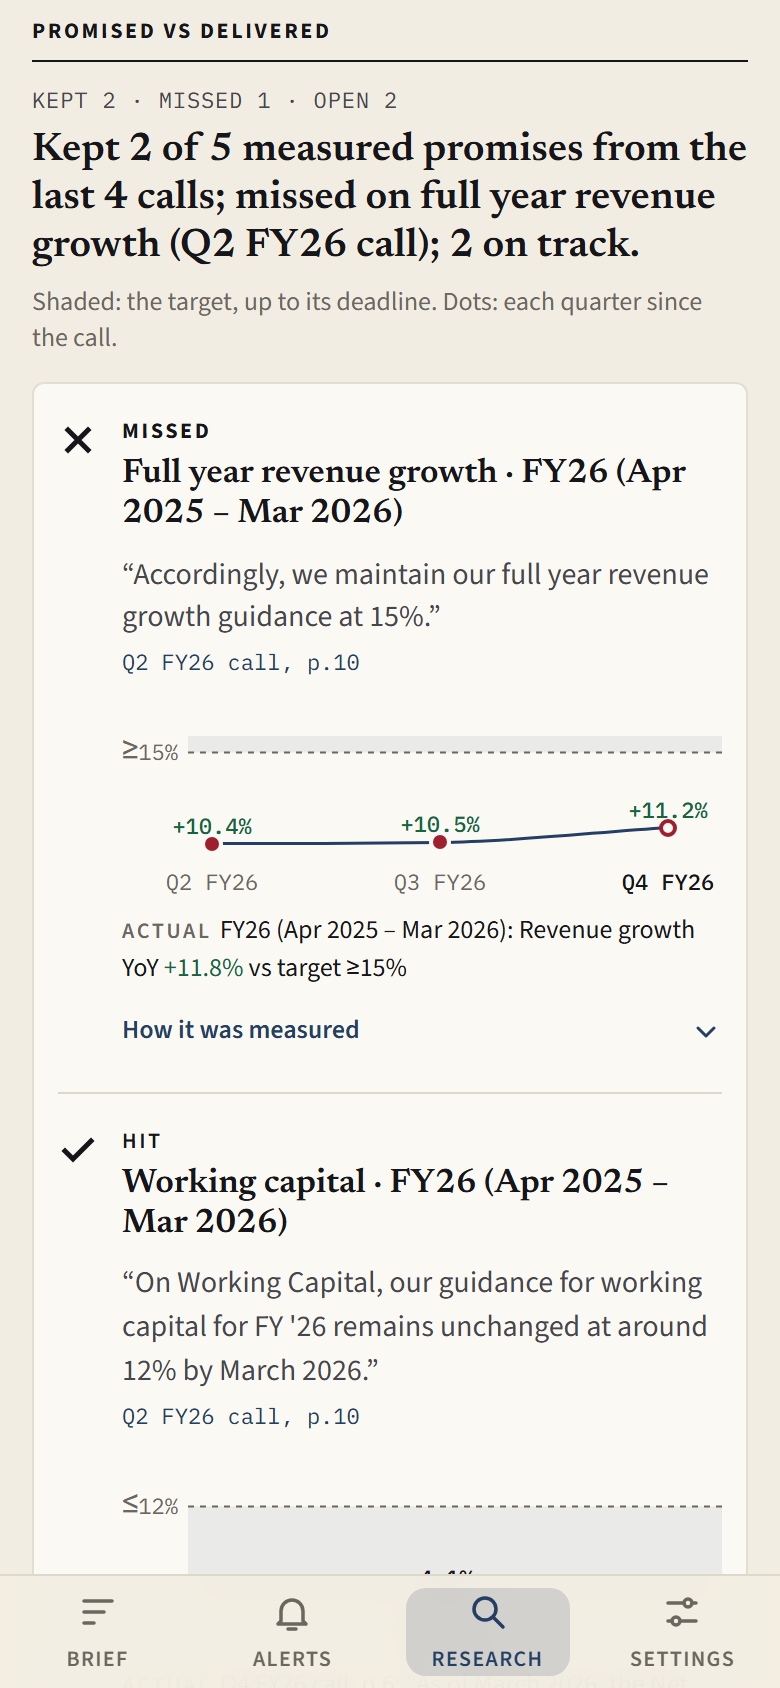 PROMISED VS DELIVERED
KEPT 2 · MISSED 1 · OPEN 2
Kept 2 of 5 measured promises from the
last 4 calls; missed on full year revenue
growth (Q2 FY26 call); 2 on track.
Shaded: the target, up to its deadline. Dots: each quarter since
the call.
MISSED
Full year revenue growth · FY26 (Apr
2025 – Mar 2026)
“Accordingly, we maintain our full year revenue
growth guidance at 15%.”
Q2 FY26 call, p.10
≥15%
+10.4% +10.5% +11.2%
Q2 FY26 Q3 FY26 Q4 FY26
ACTUAL FY26 (Apr 2025 – Mar 2026): Revenue growth
YoY +11.8% vs target ≥15%
How it was measured
HIT
Working capital · FY26 (Apr 2025 –
Mar 2026)
“On Working Capital, our guidance for working
capital for FY '26 remains unchanged at around
12% by March 2026.”
Q2 FY26 call, p.10
≤12%
BRIEF ALERTS RESEARCH SETTINGS